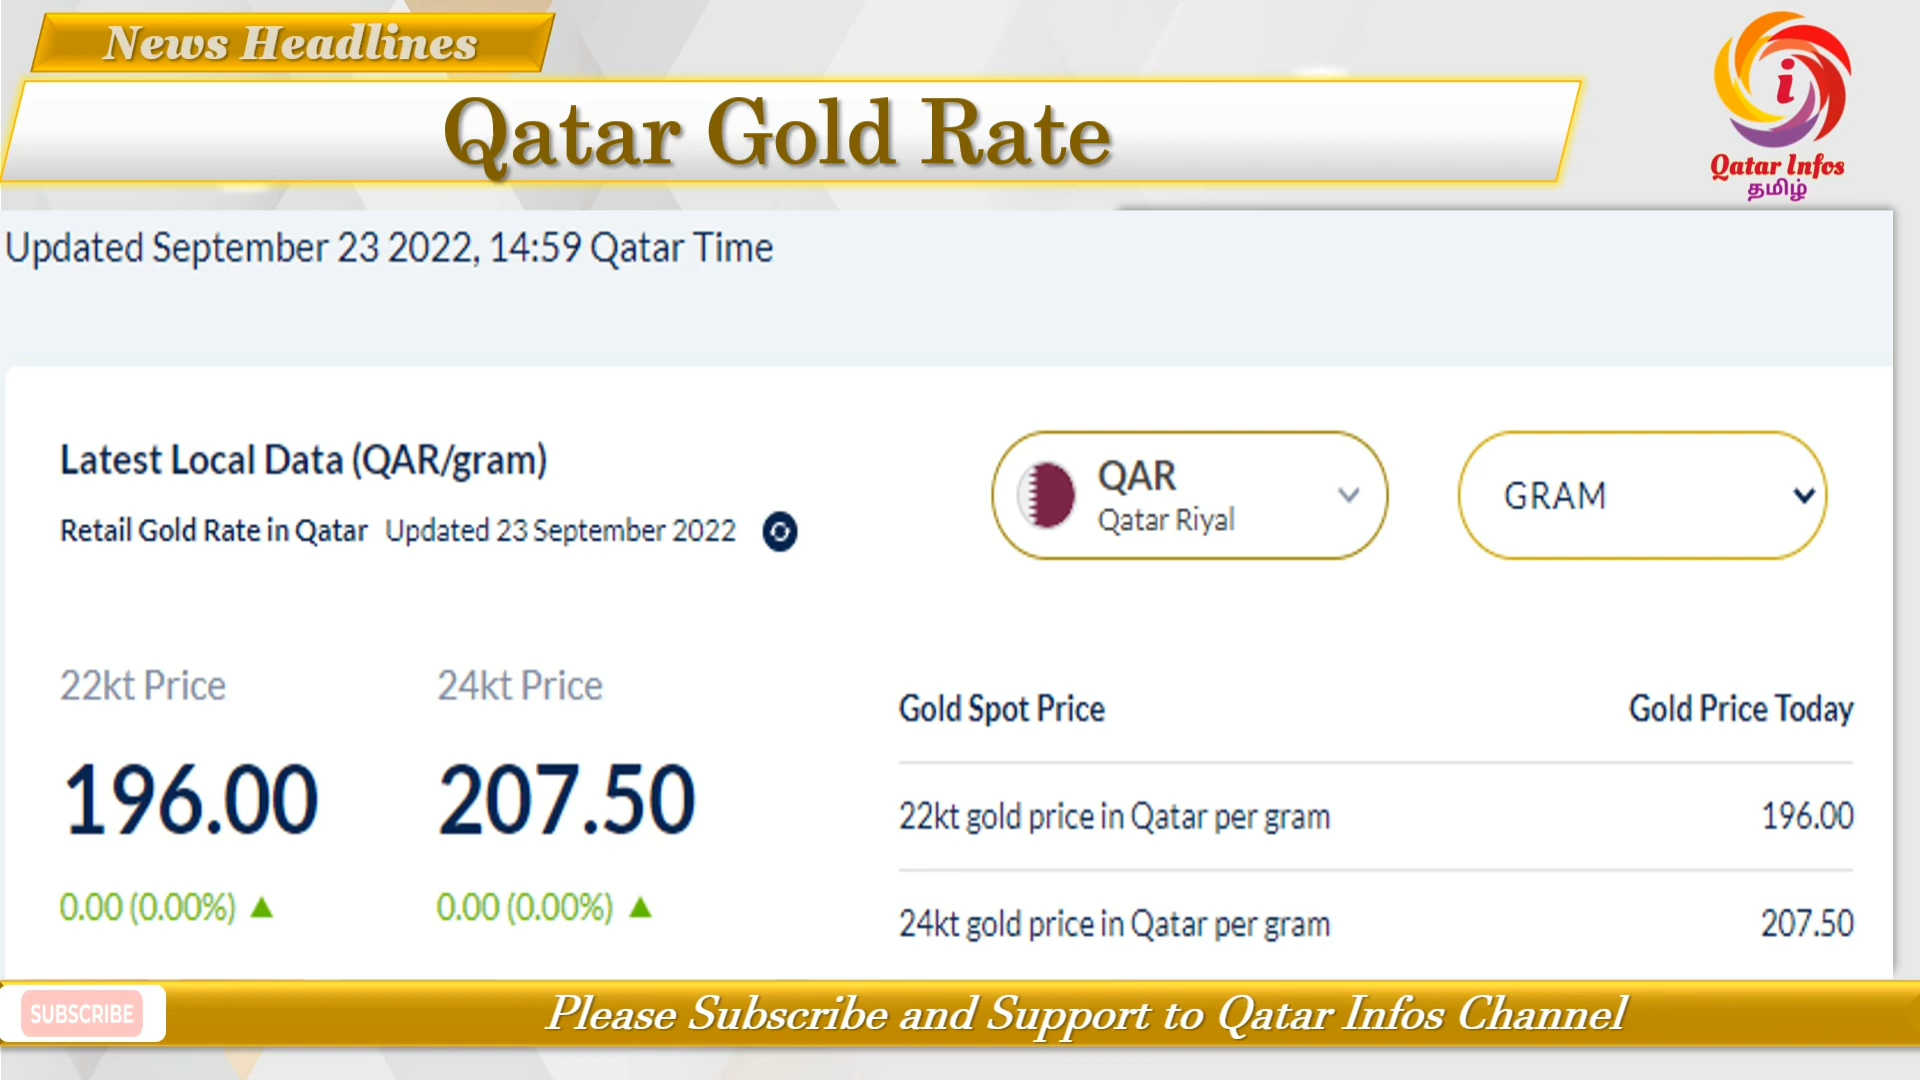 News Headlines
Qatar Gold Rate
i
Qatar Infos
தமிழ்
Updated September 23 2022, 14:59 Qatar Time
Latest Local Data (QAR/gram)
Retail Gold Rate in Qatar Updated 23 September 2022
QAR
Qatar Riyal
GRAM
22kt Price
24kt Price
196.00
207.50
0.00 (0.00%) ▲
0.00 (0.00%) ▲
Gold Spot Price
Gold Price Today
22kt gold price in Qatar per gram
196.00
24kt gold price in Qatar per gram
207.50
SUBSCRIBE
Please Subscribe and Support to Qatar Infos Channel